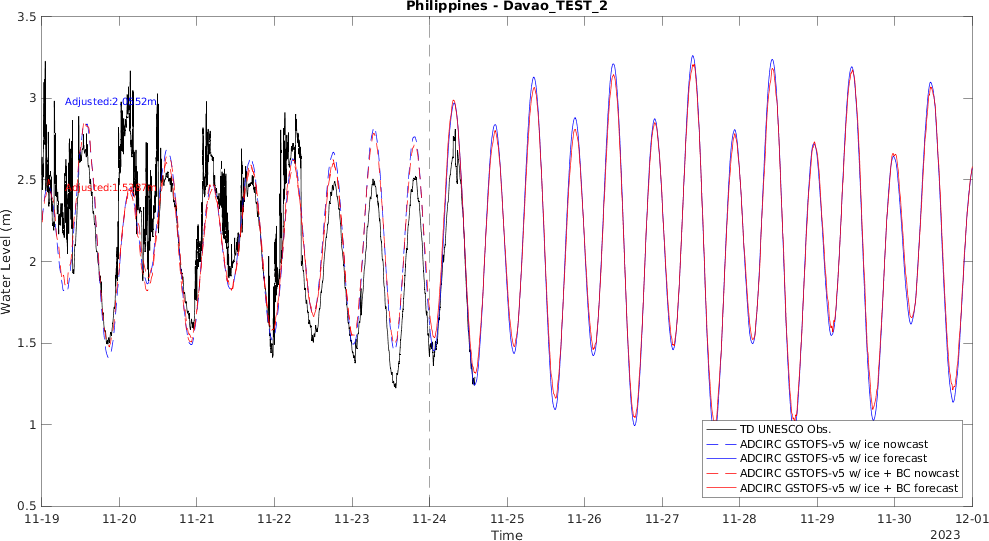 Philippines - Davao_TEST_2
3.5
3
2.5
2
1.5
1
0.5
Water Level (m)
11-19
11-20
11-21
11-22
11-23
11-24
11-25
11-26
11-27
11-28
11-29
11-30
12-01
Time
2023
TD UNESCO Obs.
ADCIRC GSTOFS-v5 w/ ice nowcast
ADCIRC GSTOFS-v5 w/ ice forecast
ADCIRC GSTOFS-v5 w/ ice + BC nowcast
ADCIRC GSTOFS-v5 w/ ice + BC forecast